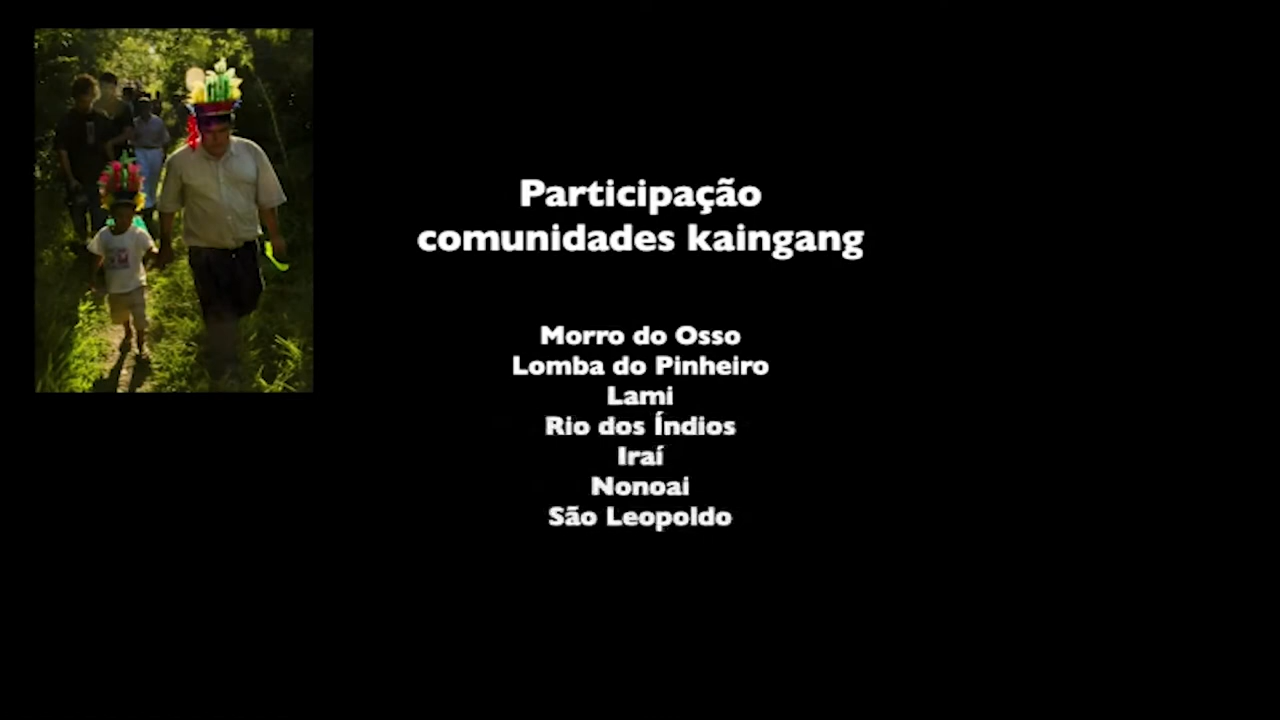 Participação
comunidades kaingang
Morro do Osso
Lomba do Pinheiro
Lami
Rio dos Índios
Iraí
Nonoai
São Leopoldo